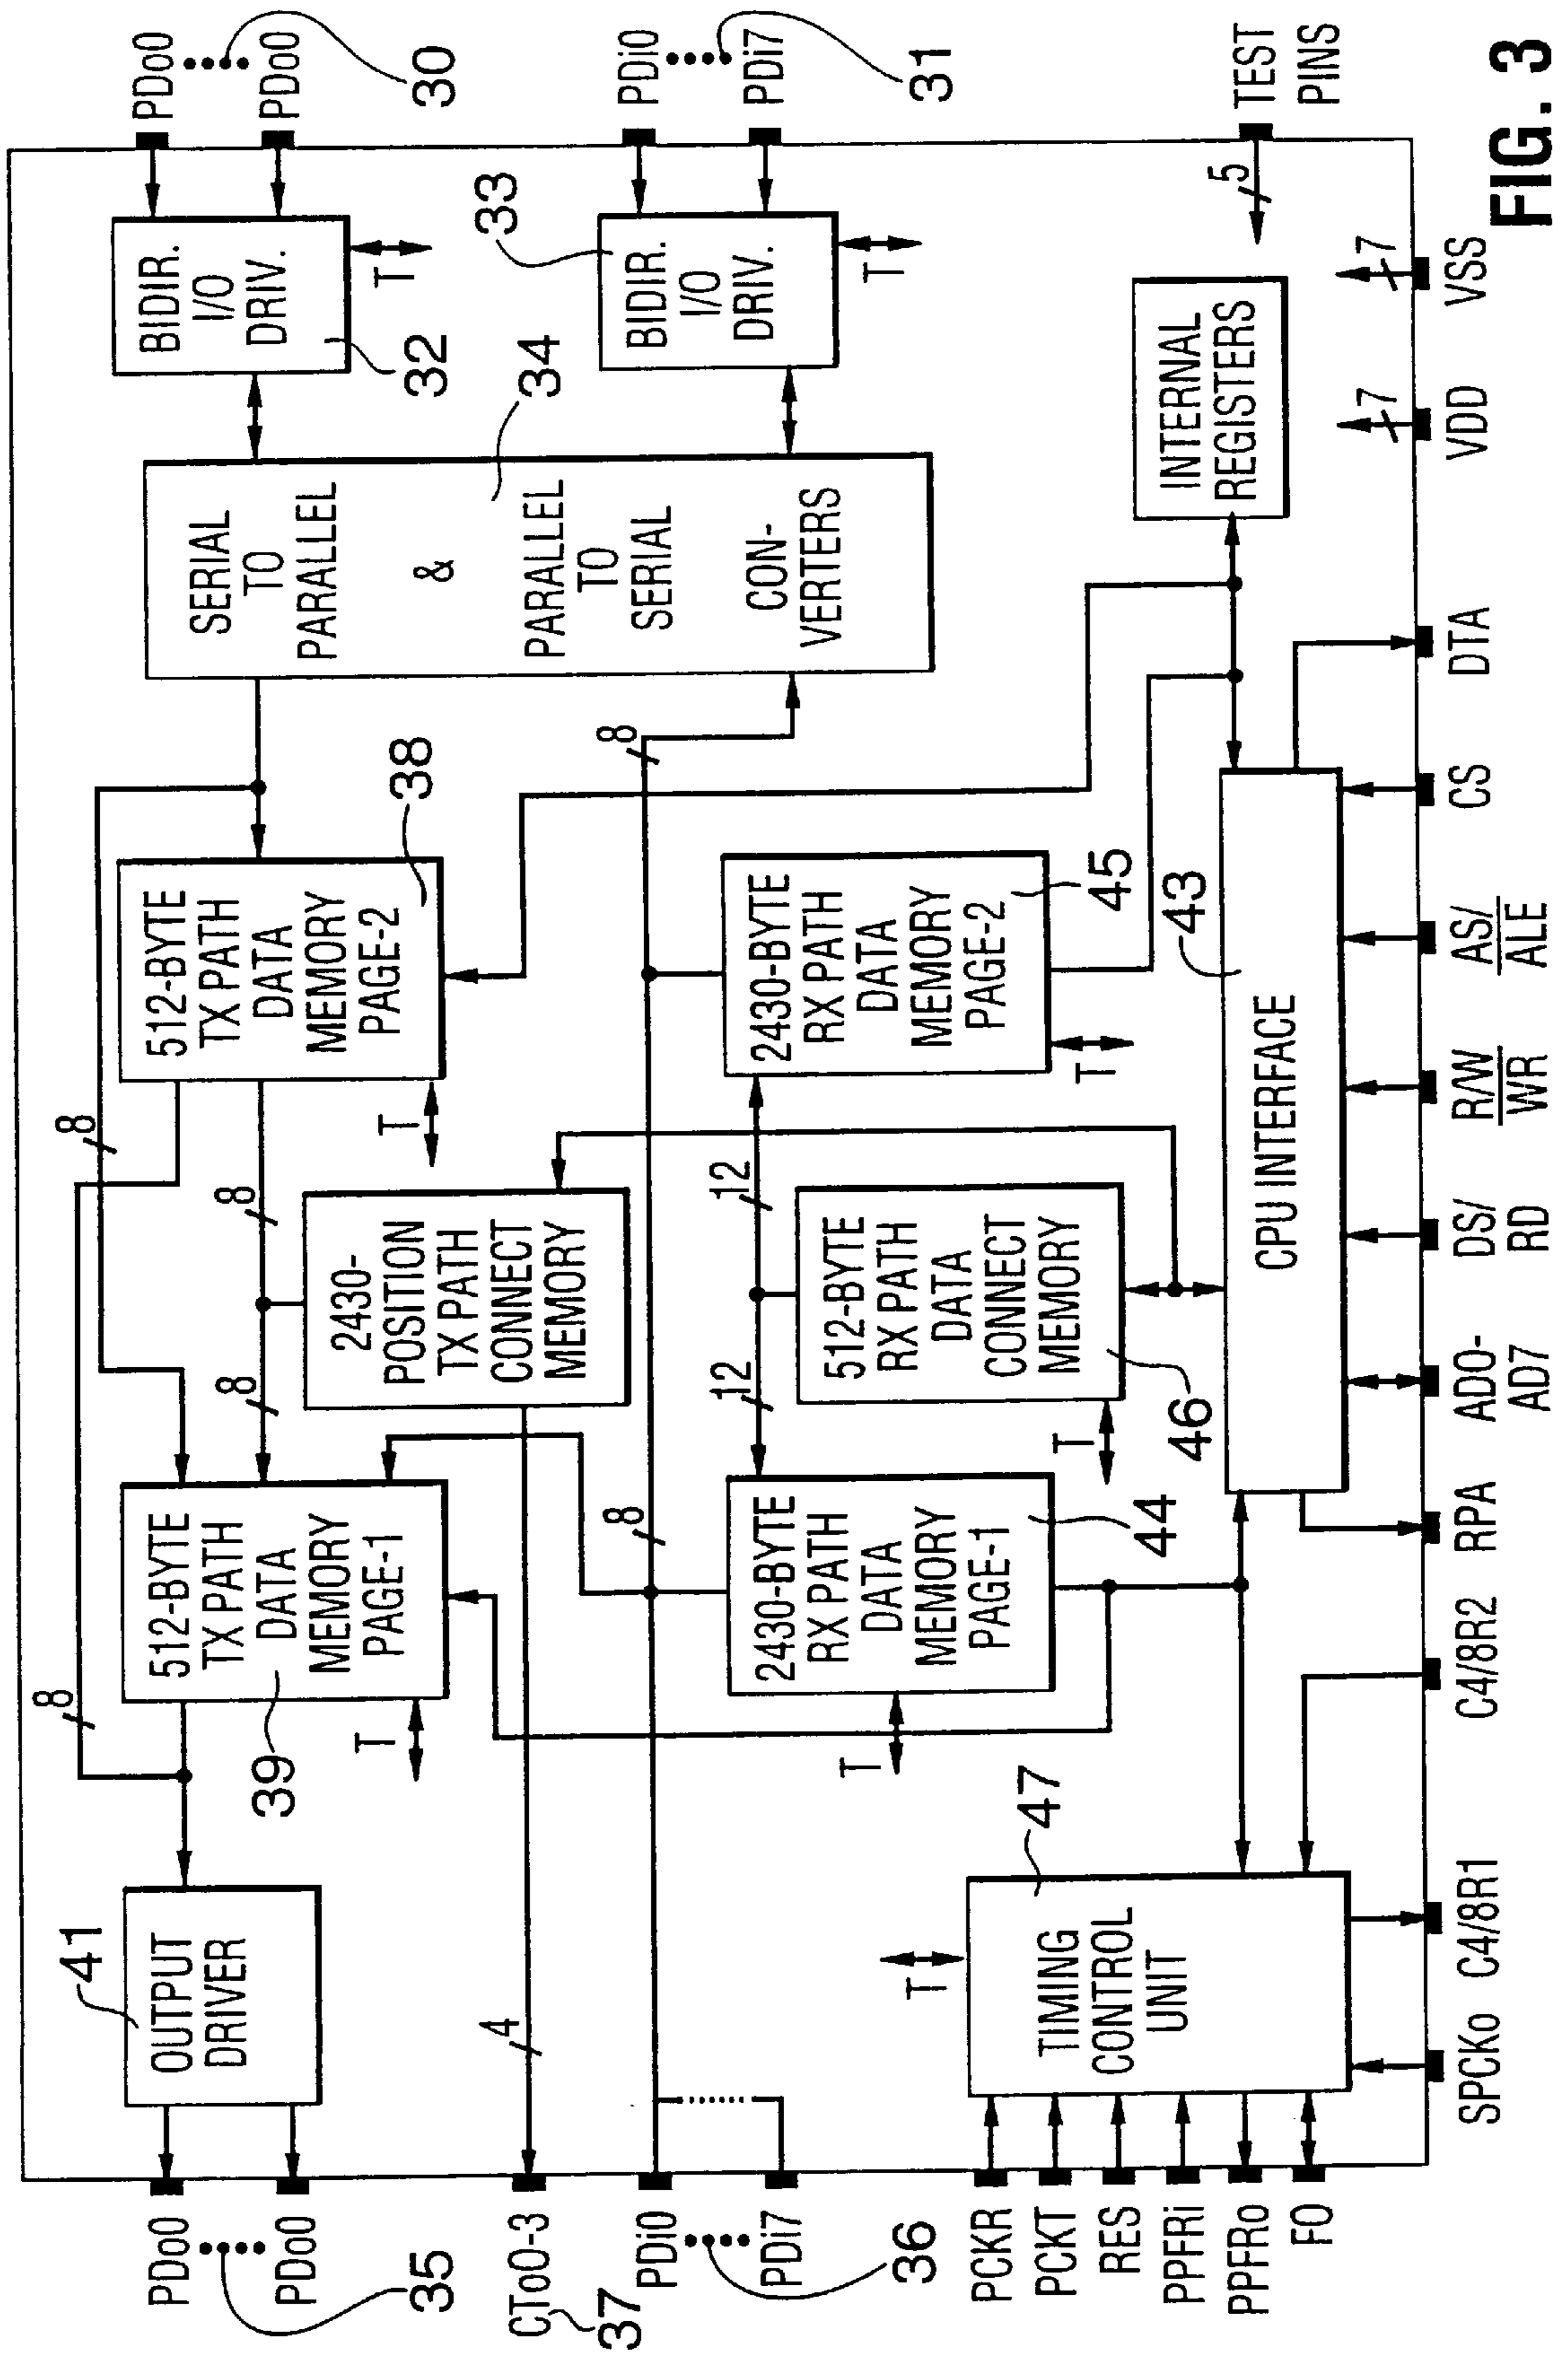 PDo0
PDo0
35
CToO-3
37
PDi0
PDi7
36
PCKR
PCKT
RES
PPFRi
PPFRo
FO
OUTPUT
DRIVER
41
8
8
4
512-BYTE
TX PATH
DATA
MEMORY
PAGE-1
39
T
8
8
2430-
POSITION
TX PATH
CONNECT
MEMORY
512-BYTE
TX PATH
DATA
MEMORY
PAGE-2
38
T
SERIAL
TO
PARALLEL
&
PARALLEL
TO
SERIAL
CON-
VERTERS
34
BIDIR.
I/O
DRIV.
32
T
BIDIR.
I/O
DRIV.
33
T
PDo0
PDo0
30
PDi0
PDi7
31
8
8
2430-BYTE
RX PATH
DATA
MEMORY
PAGE-1
44
T
12
12
512-BYTE
RX PATH
DATA
CONNECT
MEMORY
46
T
2430-BYTE
RX PATH
DATA
MEMORY
PAGE-2
45
T
TIMING
CONTROL
UNIT
47
T
CPU INTERFACE
43
INTERNAL
REGISTERS
TEST
PINS
5
7
7
SPCKo
C4/8R1
C4/8R2
RPA
ADO-
AD7
DS/
RD
R/W
WR
AS/
ALE
CS
DTA
VDD
VSS
FIG. 3